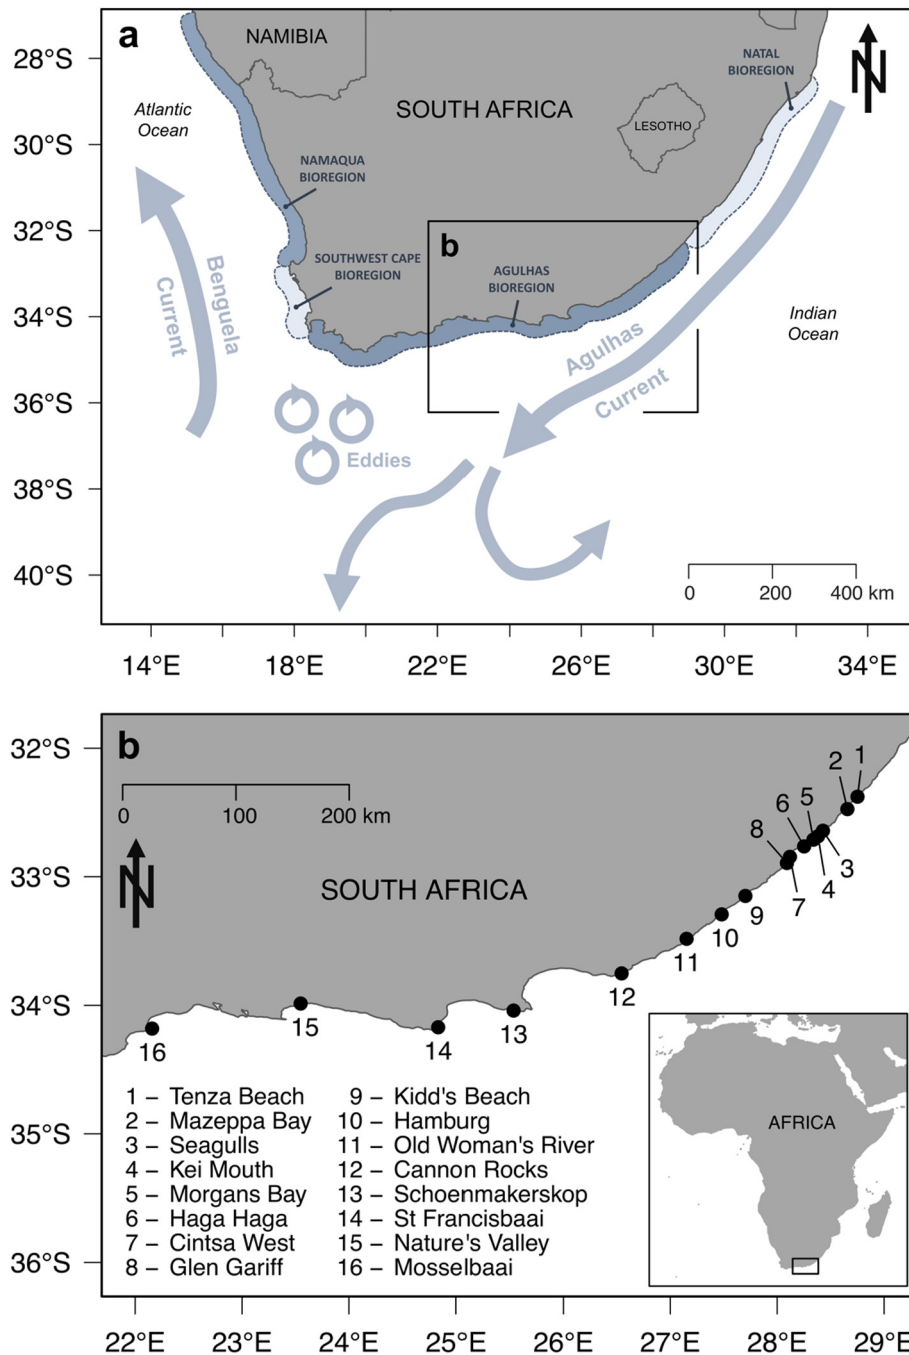 a
28°S
30°S
32°S
34°S
36°S
38°S
40°S
NAMIBIA
SOUTH AFRICA
LESOTHO
NATAL
BIOREGION
N
Atlantic
Ocean
NAMAQUA
BIOREGION
SOUTHWEST CAPE
BIOREGION
b
AGULHAS
BIOREGION
Indian
Ocean
Benguela
Current
Agulhas
Current
Eddies
0 200 400 km
14°E 18°E 22°E 26°E 30°E 34°E
b
32°S
33°S
34°S
35°S
36°S
0 100 200 km
N
SOUTH AFRICA
1
2
3
4
5
6
7
8
9
10
11
12
13
14
15
16
1 – Tenza Beach
2 – Mazeppa Bay
3 – Seagulls
4 – Kei Mouth
5 – Morgans Bay
6 – Haga Haga
7 – Cintsa West
8 – Glen Gariff
9 – Kidd's Beach
10 – Hamburg
11 – Old Woman's River
12 – Cannon Rocks
13 – Schoenmakerskop
14 – St Francisbaai
15 – Nature's Valley
16 – Mosselbaai
AFRICA
22°E 23°E 24°E 25°E 26°E 27°E 28°E 29°E